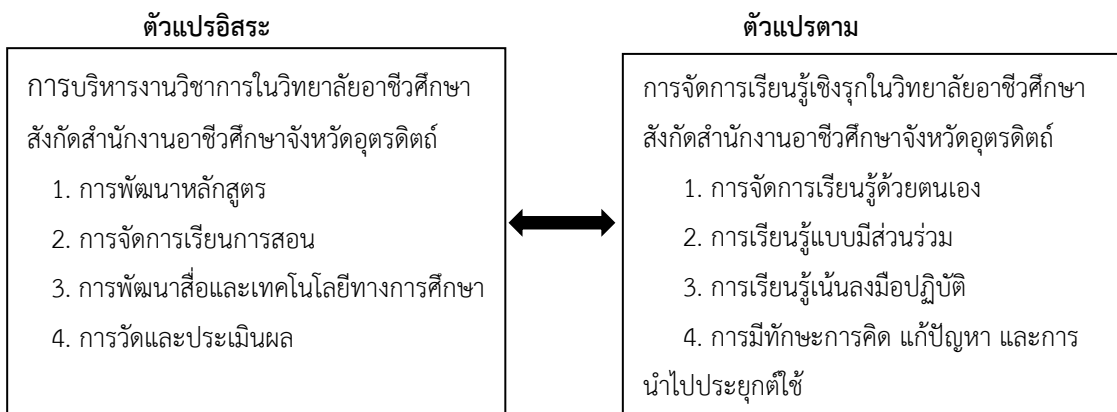 ตัวแปรอิสระ
การบริหารงานวิชาการในวิทยาลัยอาชีวศึกษา
สังกัดสำนักงานอาชีวศึกษาจังหวัดอุตรดิตถ์
1. การพัฒนาหลักสูตร
2. การจัดการเรียนการสอน
3. การพัฒนาสื่อและเทคโนโลยีทางการศึกษา
4. การวัดและประเมินผล
ตัวแปรตาม
การจัดการเรียนรู้เชิงรุกในวิทยาลัยอาชีวศึกษา
สังกัดสำนักงานอาชีวศึกษาจังหวัดอุตรดิตถ์
1. การจัดการเรียนรู้ด้วยตนเอง
2. การเรียนรู้แบบมีส่วนร่วม
3. การเรียนรู้เน้นลงมือปฏิบัติ
4. การมีทักษะการคิด แก้ปัญหา และการ
นำไปประยุกต์ใช้